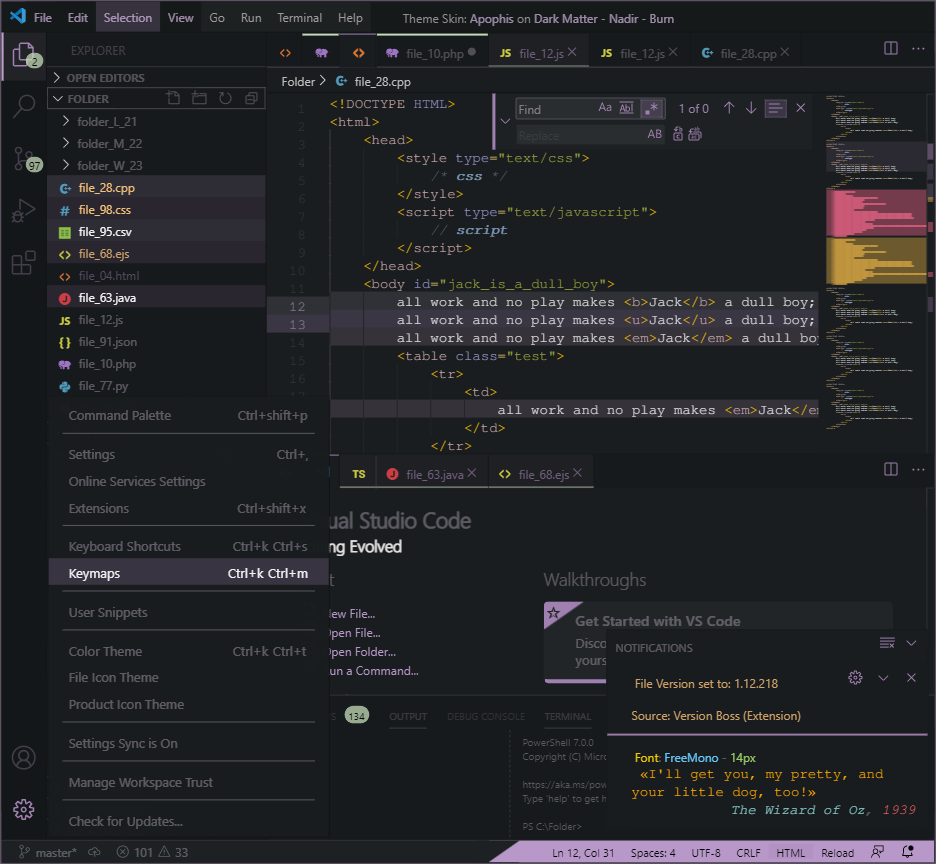 File Edit Selection View Go Run Terminal Help Theme Skin: Apophis on Dark Matter - Nadir - Burn
EXPLORER
file_10.php JS file_12.js JS file_12.js file_28.cpp
2
OPEN EDITORS
Folder > file_28.cpp
FOLDER
folder_L_21
folder_M_22
folder_W_23
97
file_28.cpp
# file_98.css
file_95.csv
file_68.ejs
file_04.html
J file_63.java
JS file_12.js
{} file_91.json
file_10.php
file_77.py
1 <!DOCTYPE HTML>
2 <html>
3 <head>
4 <style type="text/css">
5 /* css */
6 </style>
7 <script type="text/javascript">
8 // script
9 </script>
10 </head>
11 <body id="jack_is_a_dull_boy">
12 all work and no play makes <b>Jack</b> a dull boy;
13 all work and no play makes <u>Jack</u> a dull boy;
14 all work and no play makes <em>Jack</em> a dull boy
15 <table class="test">
16 <tr>
<td>
all work and no play makes <em>Jack</em
</td>
</tr>
Find Aa Abl .* 1 of 0
Replace AB
Command Palette Ctrl+shift+p
Settings Ctrl+,
Online Services Settings
Extensions Ctrl+shift+x
Keyboard Shortcuts Ctrl+k Ctrl+s
Keymaps Ctrl+k Ctrl+m
User Snippets
Color Theme Ctrl+k Ctrl+t
File Icon Theme
Product Icon Theme
Settings Sync is On
Manage Workspace Trust
Check for Updates...
TS J file_63.java file_68.ejs
ual Studio Code
ng Evolved
t
Walkthroughs
New File...
Open File...
Open Folder...
un a Command...
Get Started with VS Code
Disco
yours
S 134 OUTPUT DEBUG CONSOLE TERMINAL
PowerShell 7.0.0
Copyright (C) Micro
https://aka.ms/pow
Type 'help' to get h
PS C:\Folder>
NOTIFICATIONS
File Version set to: 1.12.218
Source: Version Boss (Extension)
Font: FreeMono - 14px
«I'll get you, my pretty, and
your little dog, too!»
The Wizard of Oz, 1939
master* 101 33 Ln 12, Col 31 Spaces: 4 UTF-8 CRLF HTML Reload